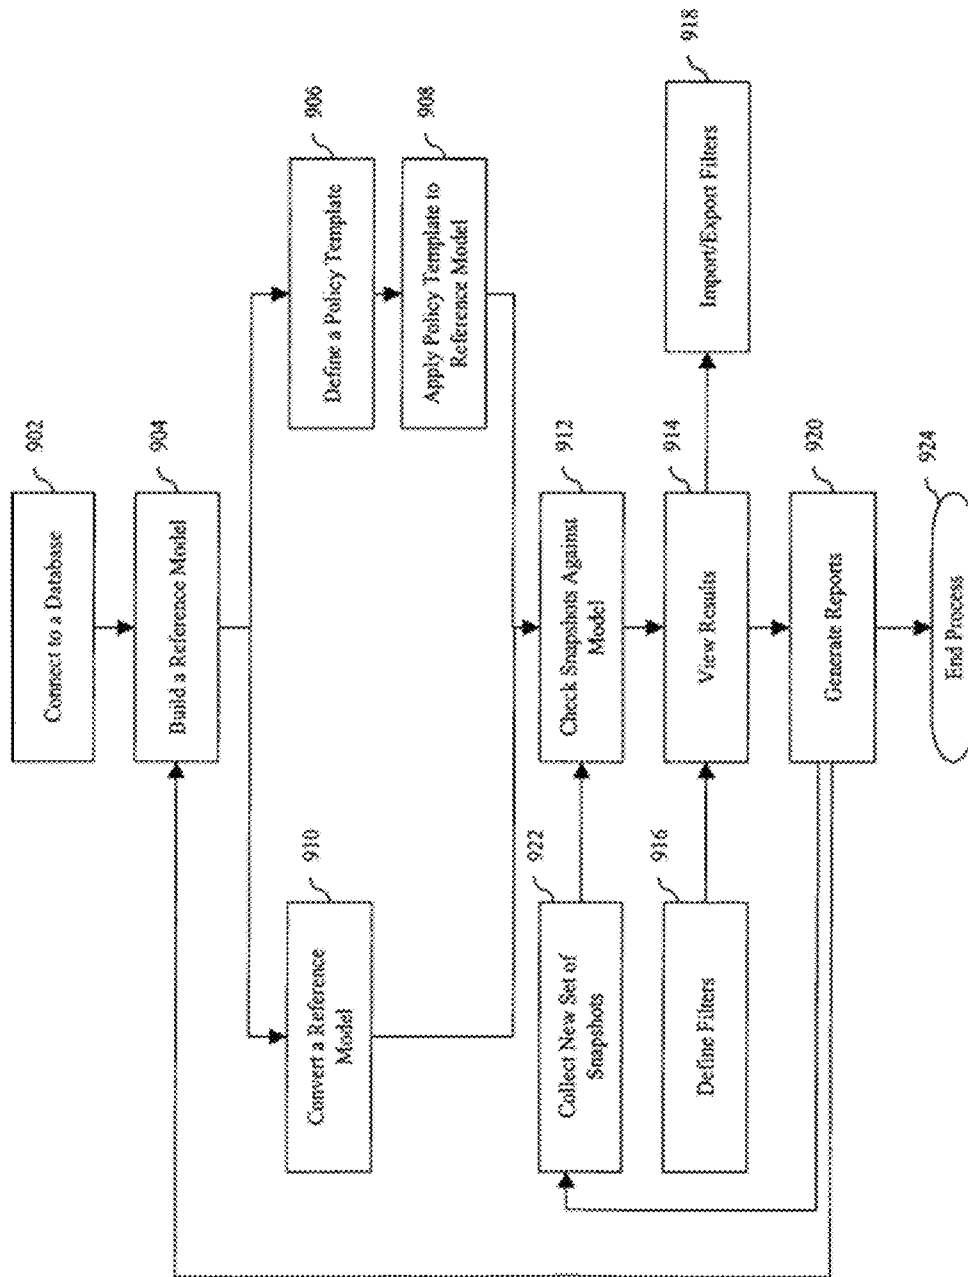 902
Connect to a Database
904
Build a Reference Model
906
Define a Policy Template
908
Apply Policy Template to
Reference Model
910
Convert a Reference
Model
912
Check Snapshots Against
Model
922
Collect New Set of
Snapshots
914
View Results
916
Define Filters
918
Import/Export Filters
920
Generate Reports
924
End Process